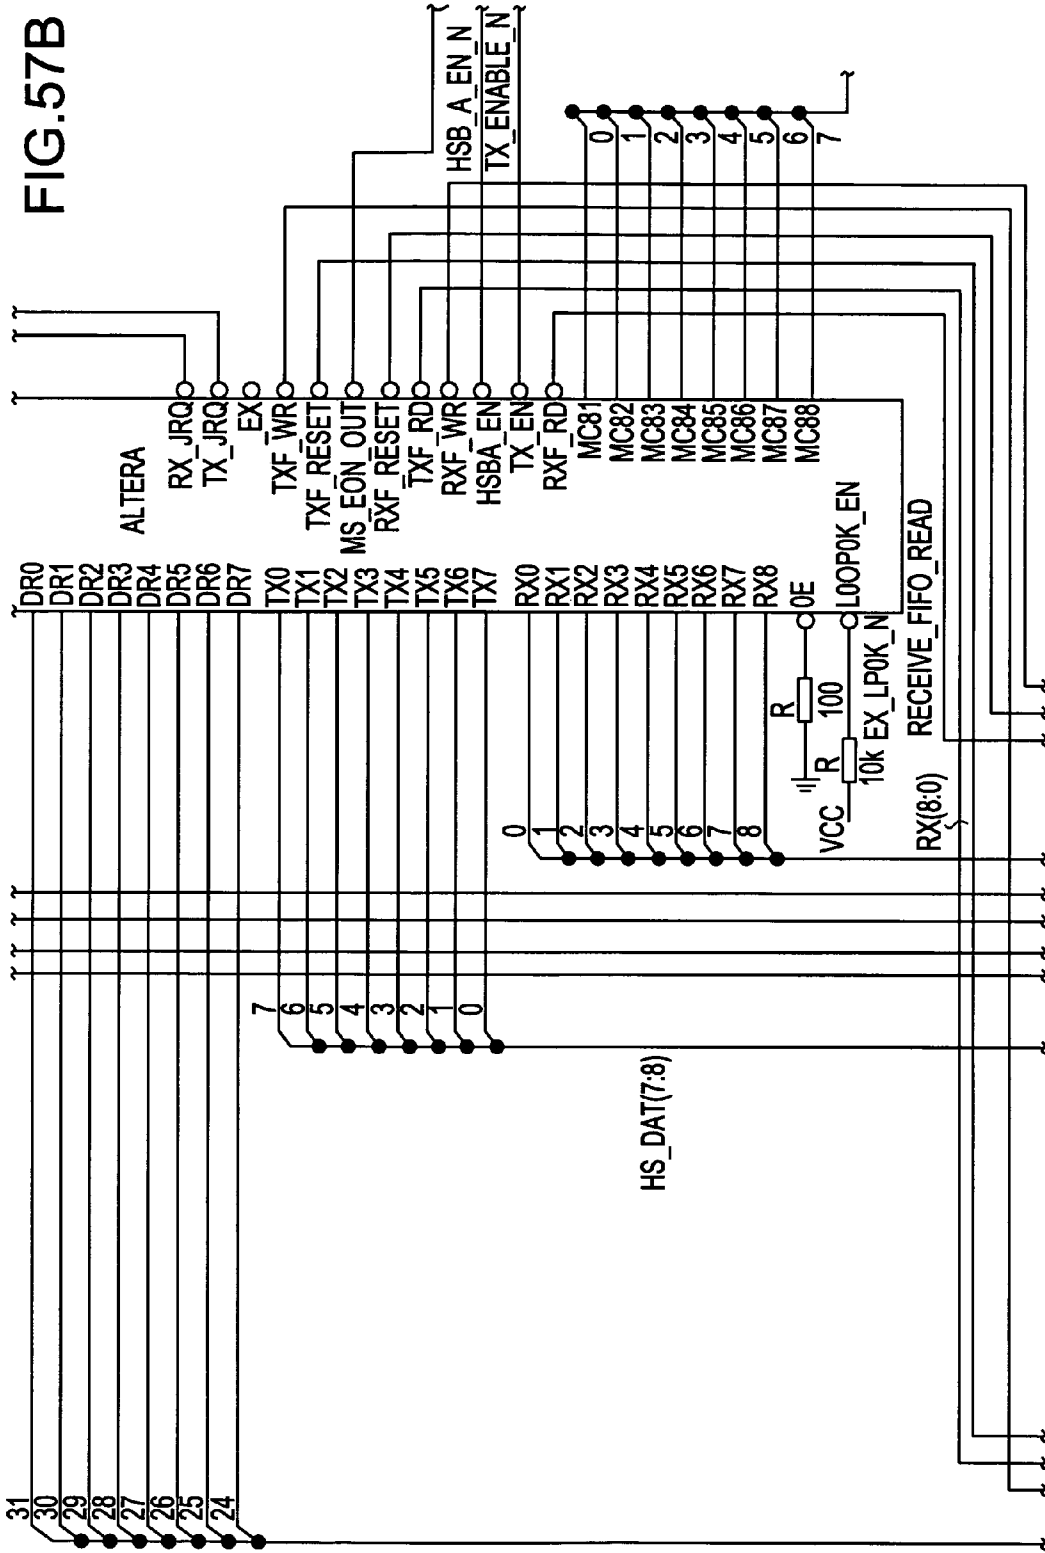 FIG.57B
HSB_A_EN_N
TX_ENABLE_N
0
1
2
3
4
5
6
7
ALTERA
RX_JRQ
TX_JRQ
EX
TXF_WR
TXF_RESET
MS_EON_OUT
RXF_RESET
TXF_RD
RXF_WR
HSBA_EN
TX_EN
RXF_RD
MC81
MC82
MC83
MC84
MC85
MC86
MC87
MC88
DR0
DR1
DR2
DR3
DR4
DR5
DR6
DR7
TX0
TX1
TX2
TX3
TX4
TX5
TX6
TX7
RX0
RX1
RX2
RX3
RX4
RX5
RX6
RX7
RX8
OE
LOOP0K_EN
R
100
R
10k
EX_LP0K_N
VCC
RECEIVE_FIFO_READ
RX(8:0)
0
1
2
3
4
5
6
7
8
7
6
5
4
3
2
1
0
HS_DAT(7:8)
31
30
29
28
27
26
25
24